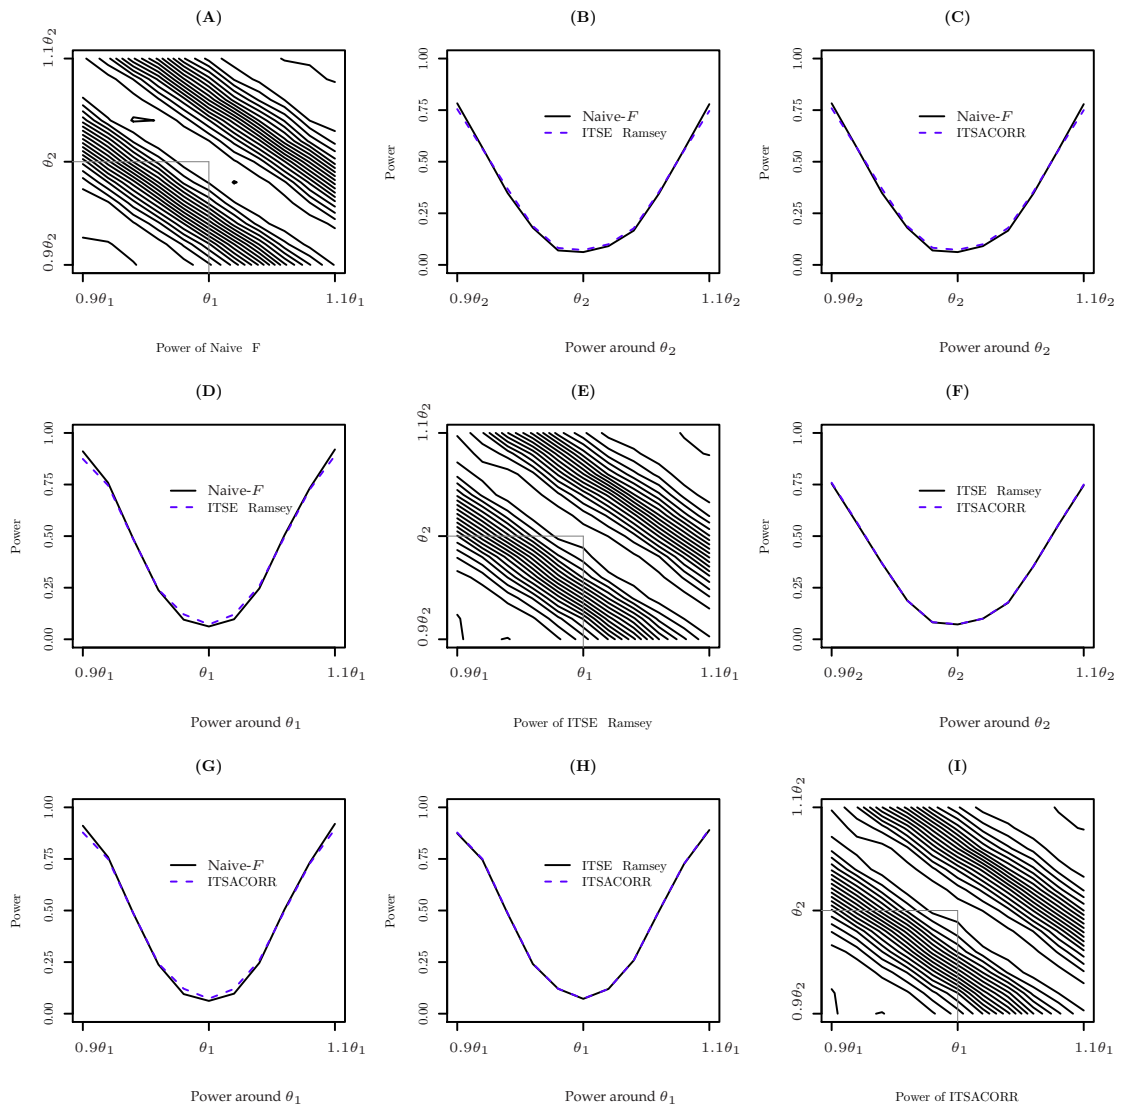 (A)
1.1θ2
θ2
0.9θ2
0.9θ1 θ1 1.1θ1
Power of Naive F
(B)
Power
0.00 0.25 0.50 0.75 1.00
Naive-F
ITSE Ramsey
0.9θ2 θ2 1.1θ2
Power around θ2
(C)
Power
0.00 0.25 0.50 0.75 1.00
Naive-F
ITSACORR
0.9θ2 θ2 1.1θ2
Power around θ2
(D)
Power
0.00 0.25 0.50 0.75 1.00
Naive-F
ITSE Ramsey
0.9θ1 θ1 1.1θ1
Power around θ1
(E)
1.1θ2
θ2
0.9θ2
0.9θ1 θ1 1.1θ1
Power of ITSE Ramsey
(F)
Power
0.00 0.25 0.50 0.75 1.00
ITSE Ramsey
ITSACORR
0.9θ2 θ2 1.1θ2
Power around θ2
(G)
Power
0.00 0.25 0.50 0.75 1.00
Naive-F
ITSACORR
0.9θ1 θ1 1.1θ1
Power around θ1
(H)
Power
0.00 0.25 0.50 0.75 1.00
ITSE Ramsey
ITSACORR
0.9θ1 θ1 1.1θ1
Power around θ1
(I)
1.1θ2
θ2
0.9θ2
0.9θ1 θ1 1.1θ1
Power of ITSACORR